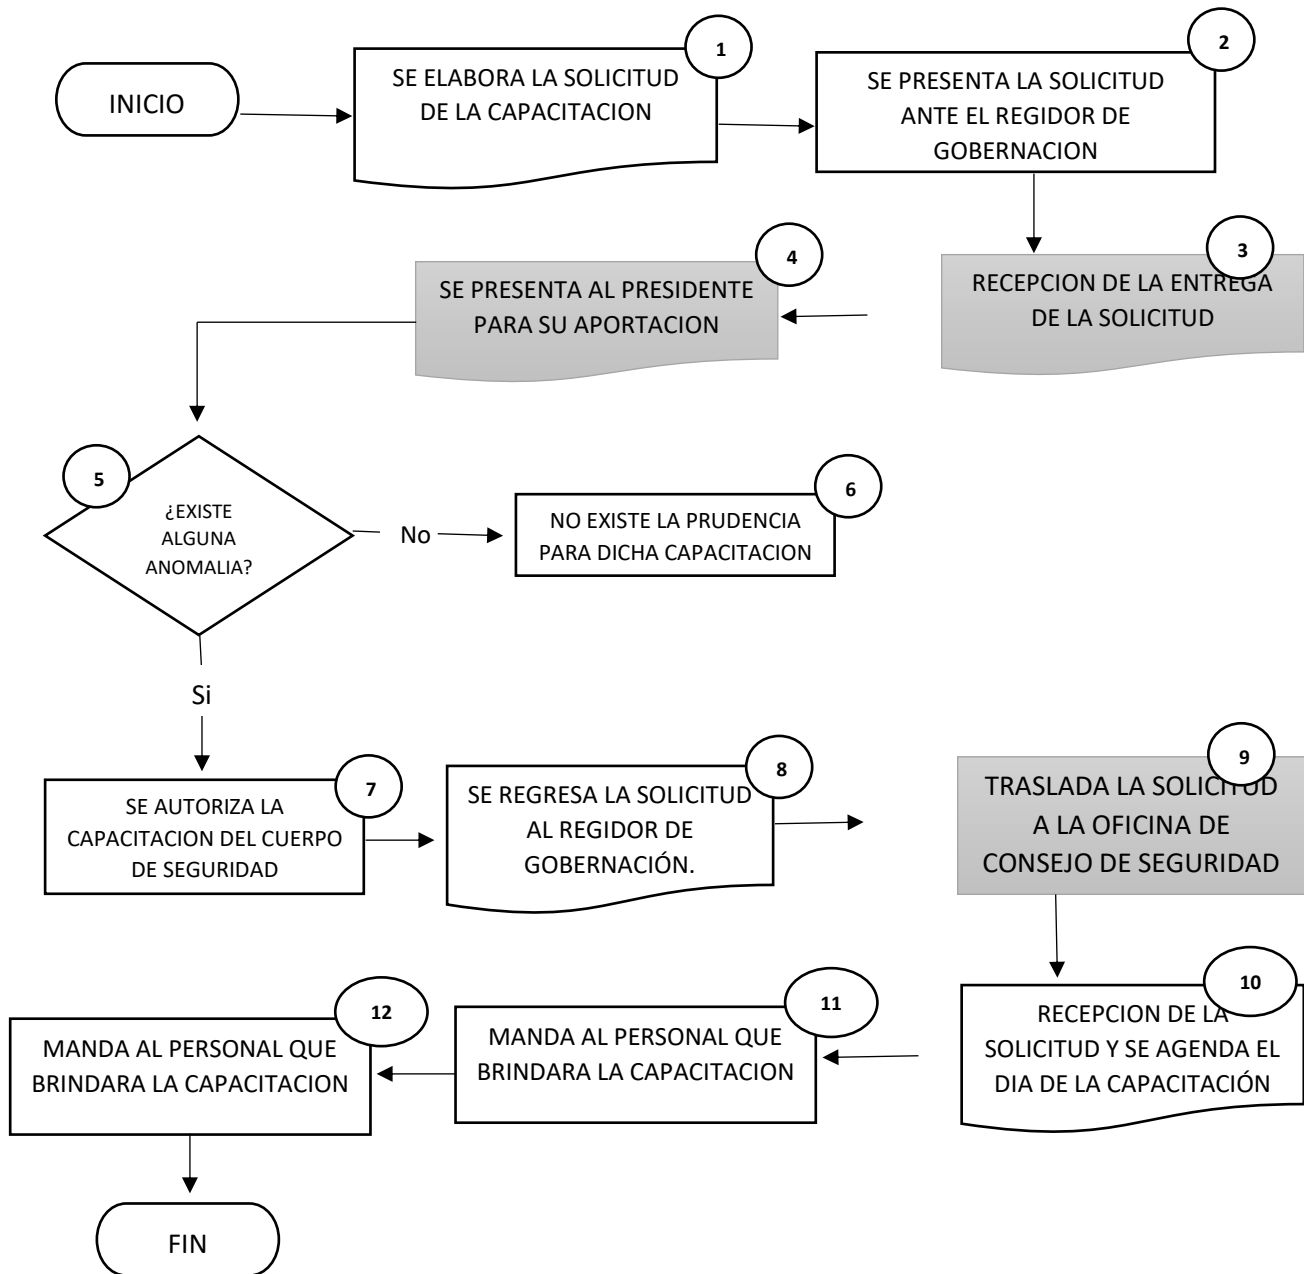 INICIO
1
SE ELABORA LA SOLICITUD
DE LA CAPACITACION
2
SE PRESENTA LA SOLICITUD
ANTE EL REGIDOR DE
GOBERNACION
3
RECEPCION DE LA ENTREGA
DE LA SOLICITUD
4
SE PRESENTA AL PRESIDENTE
PARA SU APORTACION
5
¿EXISTE
ALGUNA
ANOMALIA?
No
6
NO EXISTE LA PRUDENCIA
PARA DICHA CAPACITACION
Si
7
SE AUTORIZA LA
CAPACITACION DEL CUERPO
DE SEGURIDAD
8
SE REGRESA LA SOLICITUD
AL REGIDOR DE
GOBERNACIÓN.
9
TRASLADA LA SOLICITUD
A LA OFICINA DE
CONSEJO DE SEGURIDAD
10
RECEPCION DE LA
SOLICITUD Y SE AGENDA EL
DIA DE LA CAPACITACIÓN
11
MANDA AL PERSONAL QUE
BRINDARA LA CAPACITACION
12
MANDA AL PERSONAL QUE
BRINDARA LA CAPACITACION
FIN